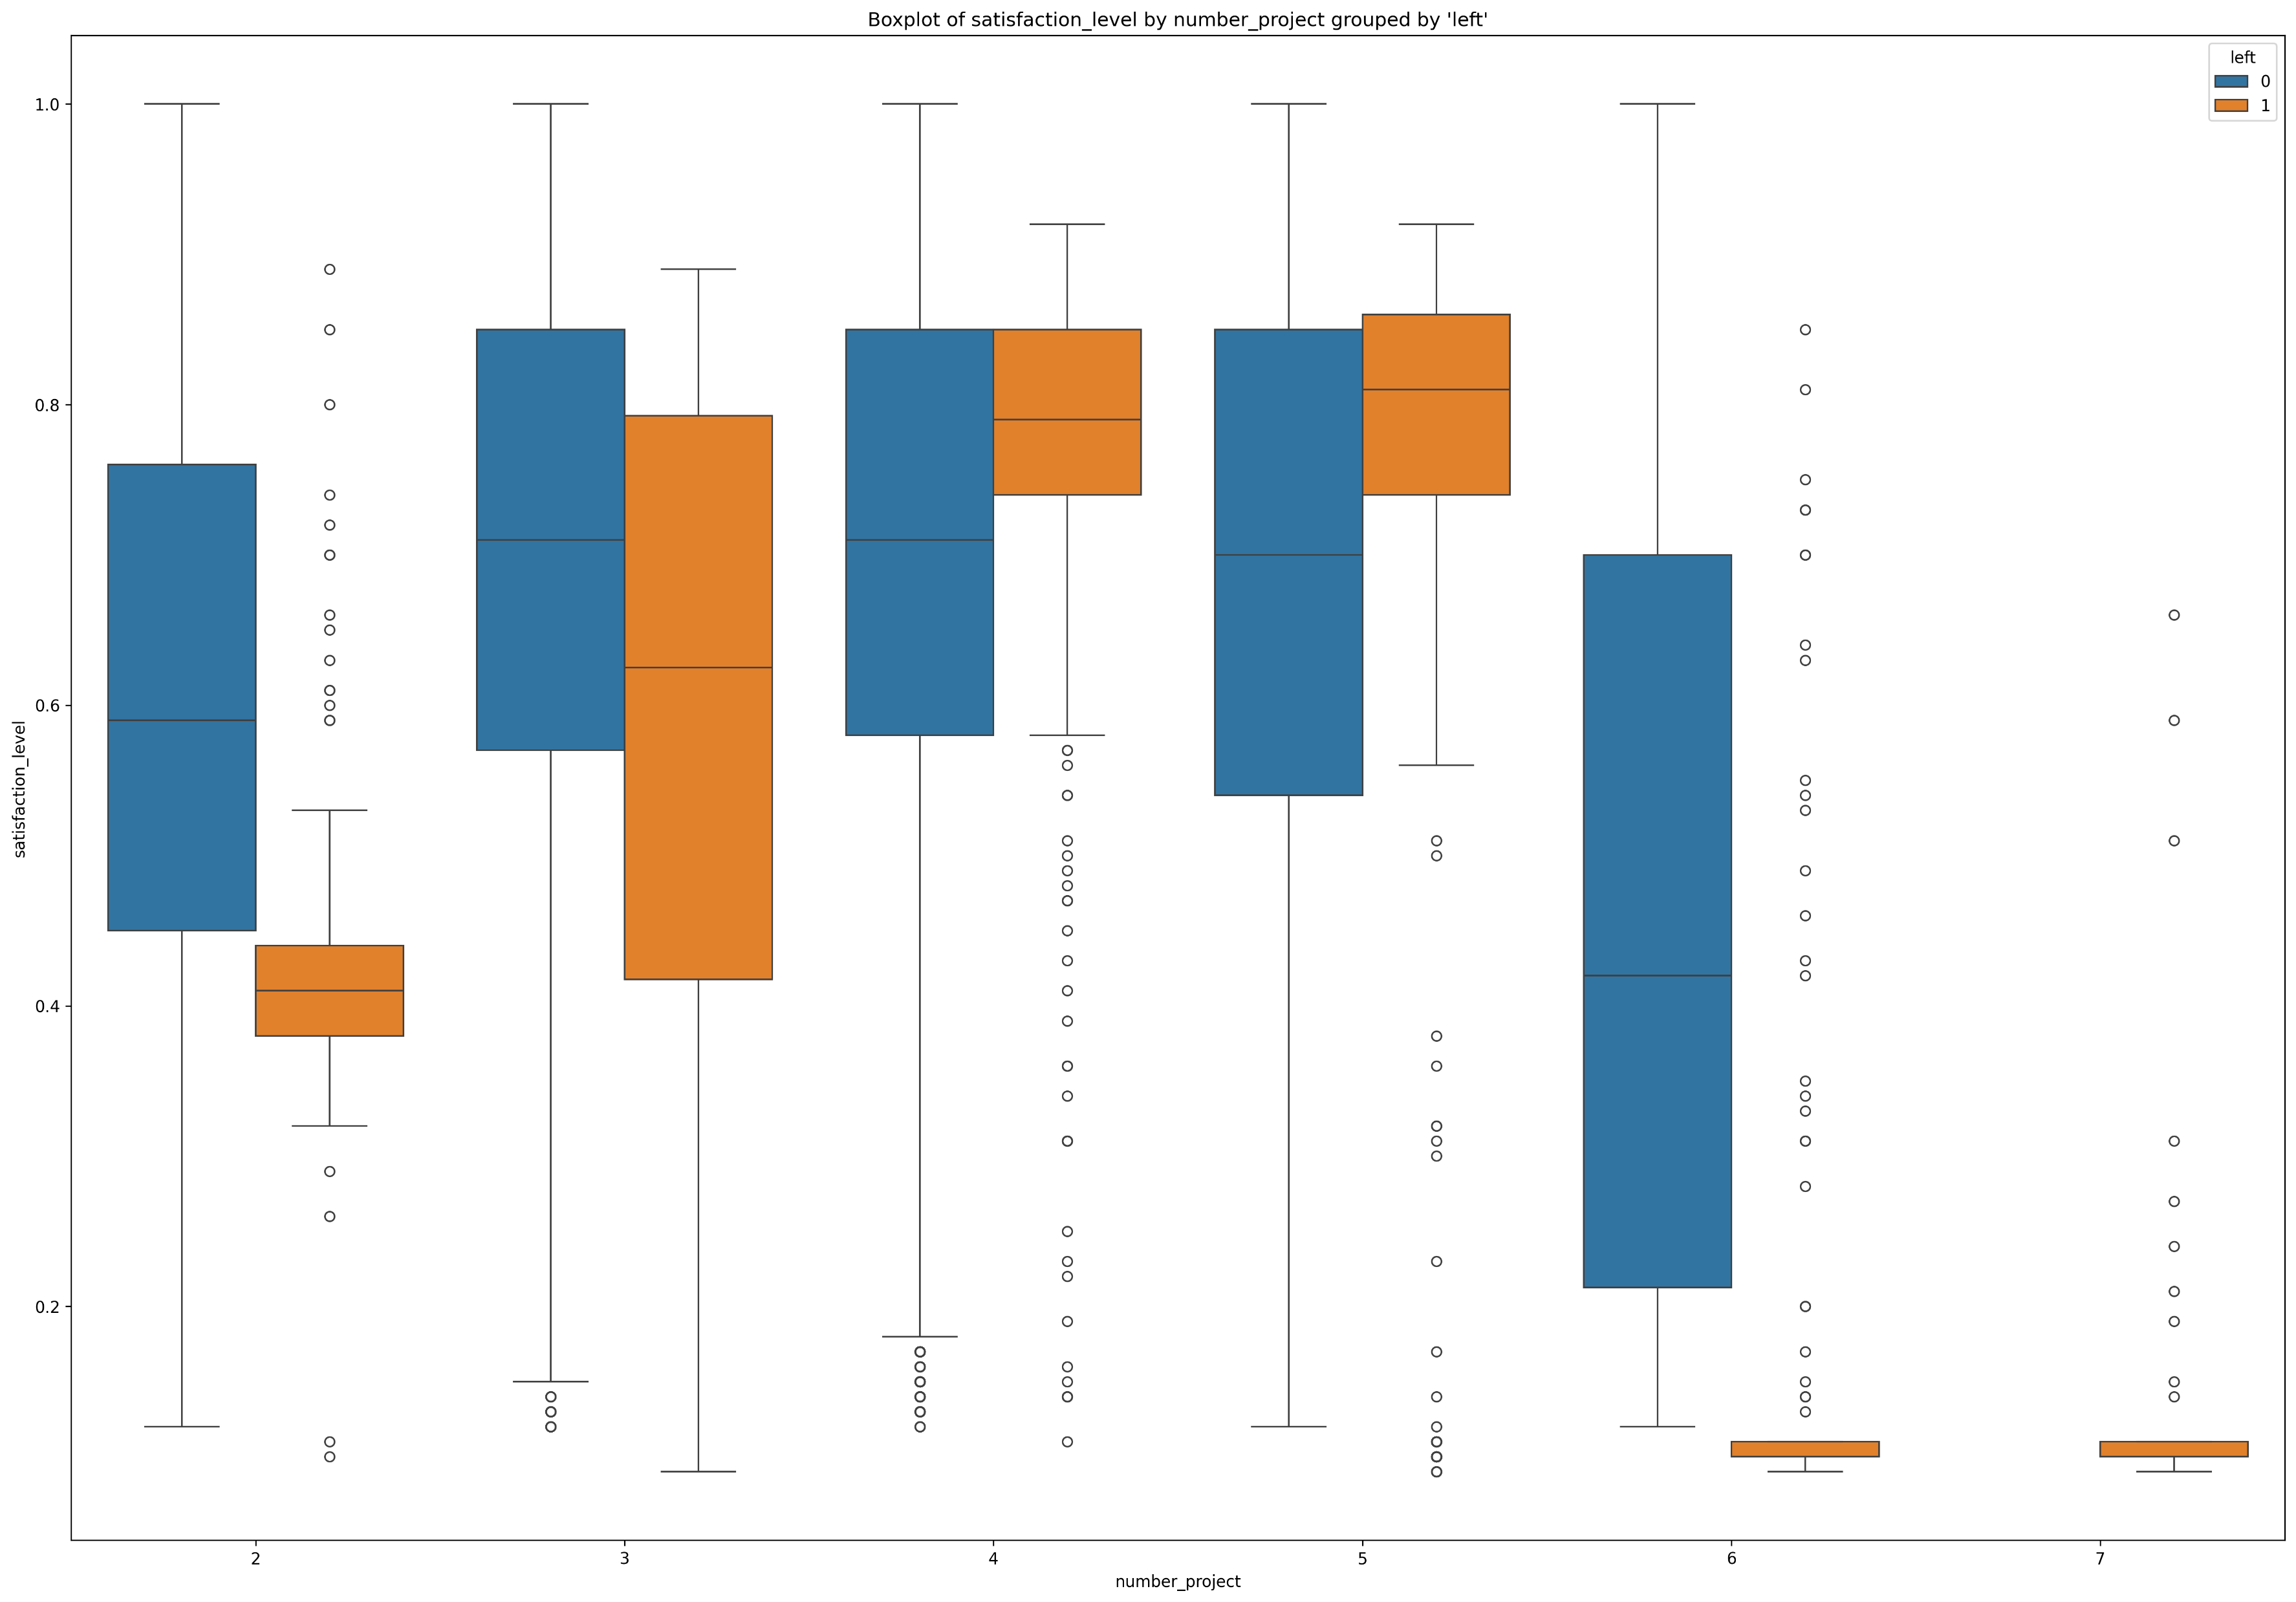 Boxplot of satisfaction_level by number_project grouped by 'left'
left
0
1
1.0
0.8
0.6
0.4
0.2
satisfaction_level
2 3 4 5 6 7
number_project